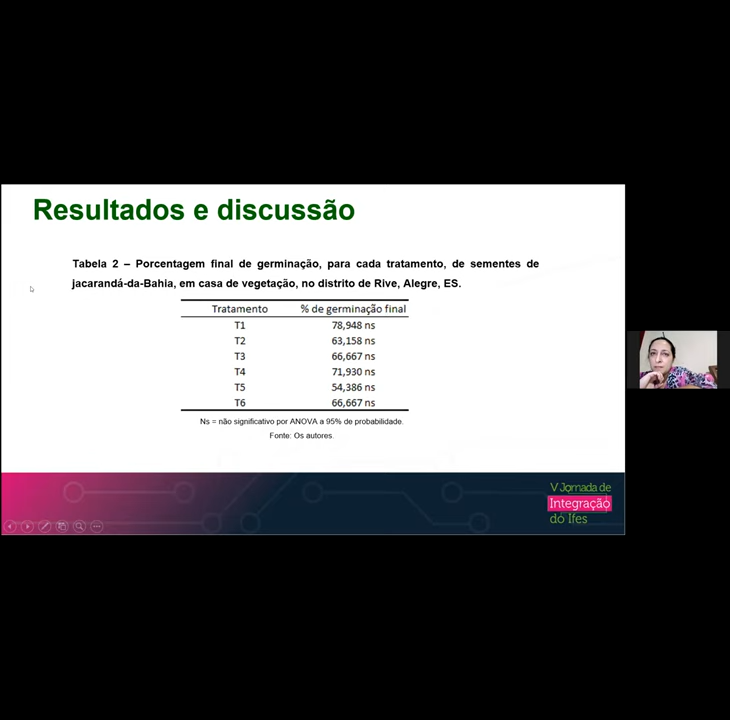 Resultados e discussão
Tabela 2 – Porcentagem final de germinação, para cada tratamento, de sementes de
jacarandá-da-Bahia, em casa de vegetação, no distrito de Rive, Alegre, ES.
Tratamento % de germinação final
T1 78,948 ns
T2 63,158 ns
T3 66,667 ns
T4 71,930 ns
T5 54,386 ns
T6 66,667 ns
Ns = não significativo por ANOVA a 95% de probabilidade.
Fonte: Os autores.
V Jornada de
Integração
do Ifes